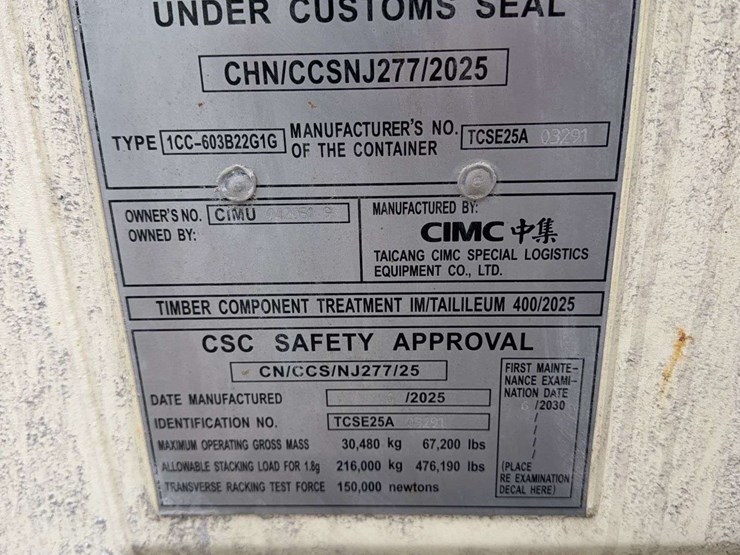 UNDER CUSTOMS SEAL
CHN/CCSNJ277/2025
TYPE 1CC-603B22G1G MANUFACTURER'S NO. OF THE CONTAINER TCSE25A 03291
OWNER'S NO. CIMU
OWNED BY:
MANUFACTURED BY:
CIMC 中集
TAICANG CIMC SPECIAL LOGISTICS
EQUIPMENT CO., LTD.
TIMBER COMPONENT TREATMENT IM/TAILILEUM 400/2025
CSC SAFETY APPROVAL
CN/CCS/NJ277/25
DATE MANUFACTURED /2025
IDENTIFICATION NO. TCSE25A
MAXIMUM OPERATING GROSS MASS 30,480 kg 67,200 lbs
ALLOWABLE STACKING LOAD FOR 1.8g 216,000 kg 476,190 lbs
TRANSVERSE RACKING TEST FORCE 150,000 newtons
FIRST MAINTE-
NANCE EXAMI-
NATION DATE
/2030
/
/
/
/
(PLACE
RE EXAMINATION
DECAL HERE)